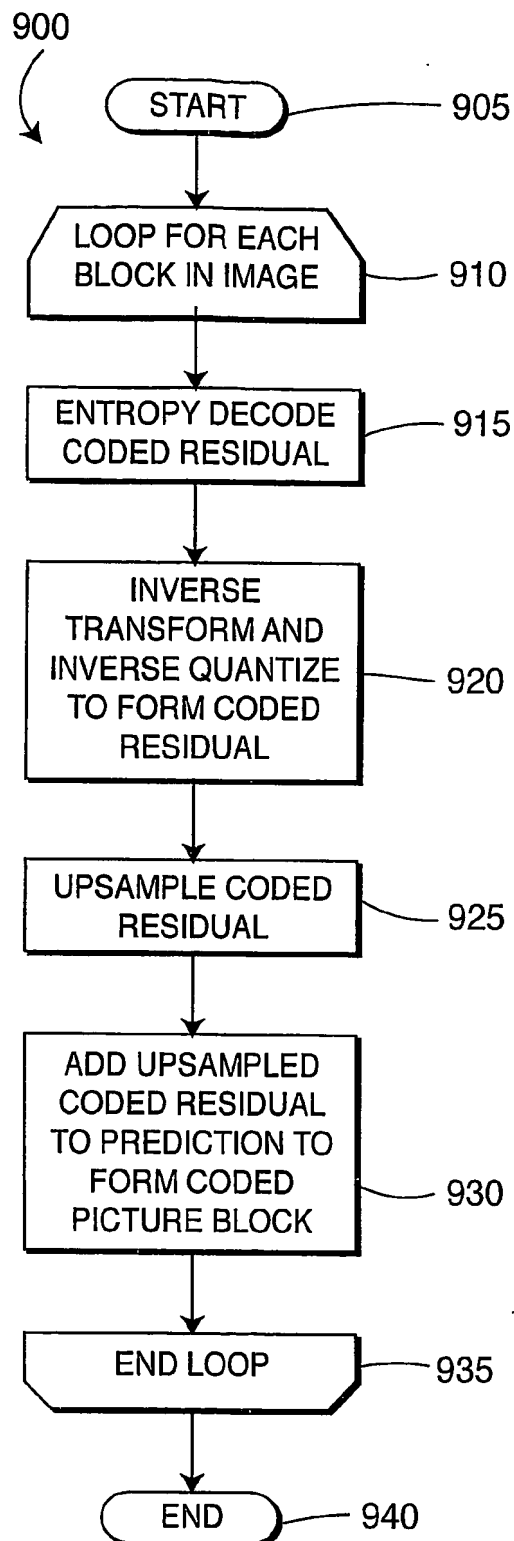 900
START
905
LOOP FOR EACH
BLOCK IN IMAGE
910
ENTROPY DECODE
CODED RESIDUAL
915
INVERSE
TRANSFORM AND
INVERSE QUANTIZE
TO FORM CODED
RESIDUAL
920
UPSAMPLE CODED
RESIDUAL
925
ADD UPSAMPLED
CODED RESIDUAL
TO PREDICTION TO
FORM CODED
PICTURE BLOCK
930
END LOOP
935
END
940